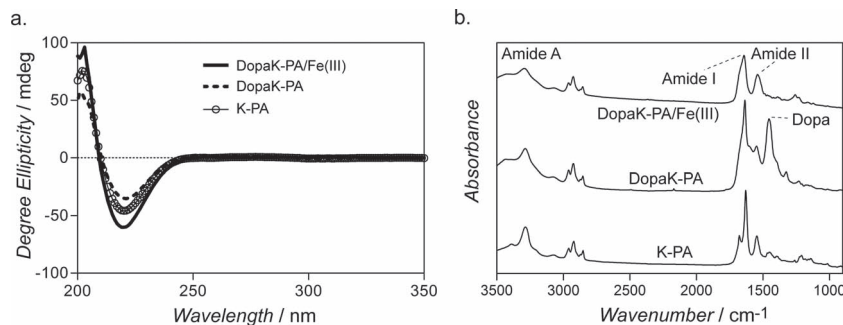 a.
100
50
0
-50
-100
Degree Ellipticity / mdeg
DopaK-PA/Fe(III)
DopaK-PA
K-PA
200
250
300
350
Wavelength / nm
b.
Absorbance
Amide A
Amide I
Amide II
DopaK-PA/Fe(III)
Dopa
DopaK-PA
K-PA
3500
3000
2500
2000
1500
1000
Wavenumber / cm-1